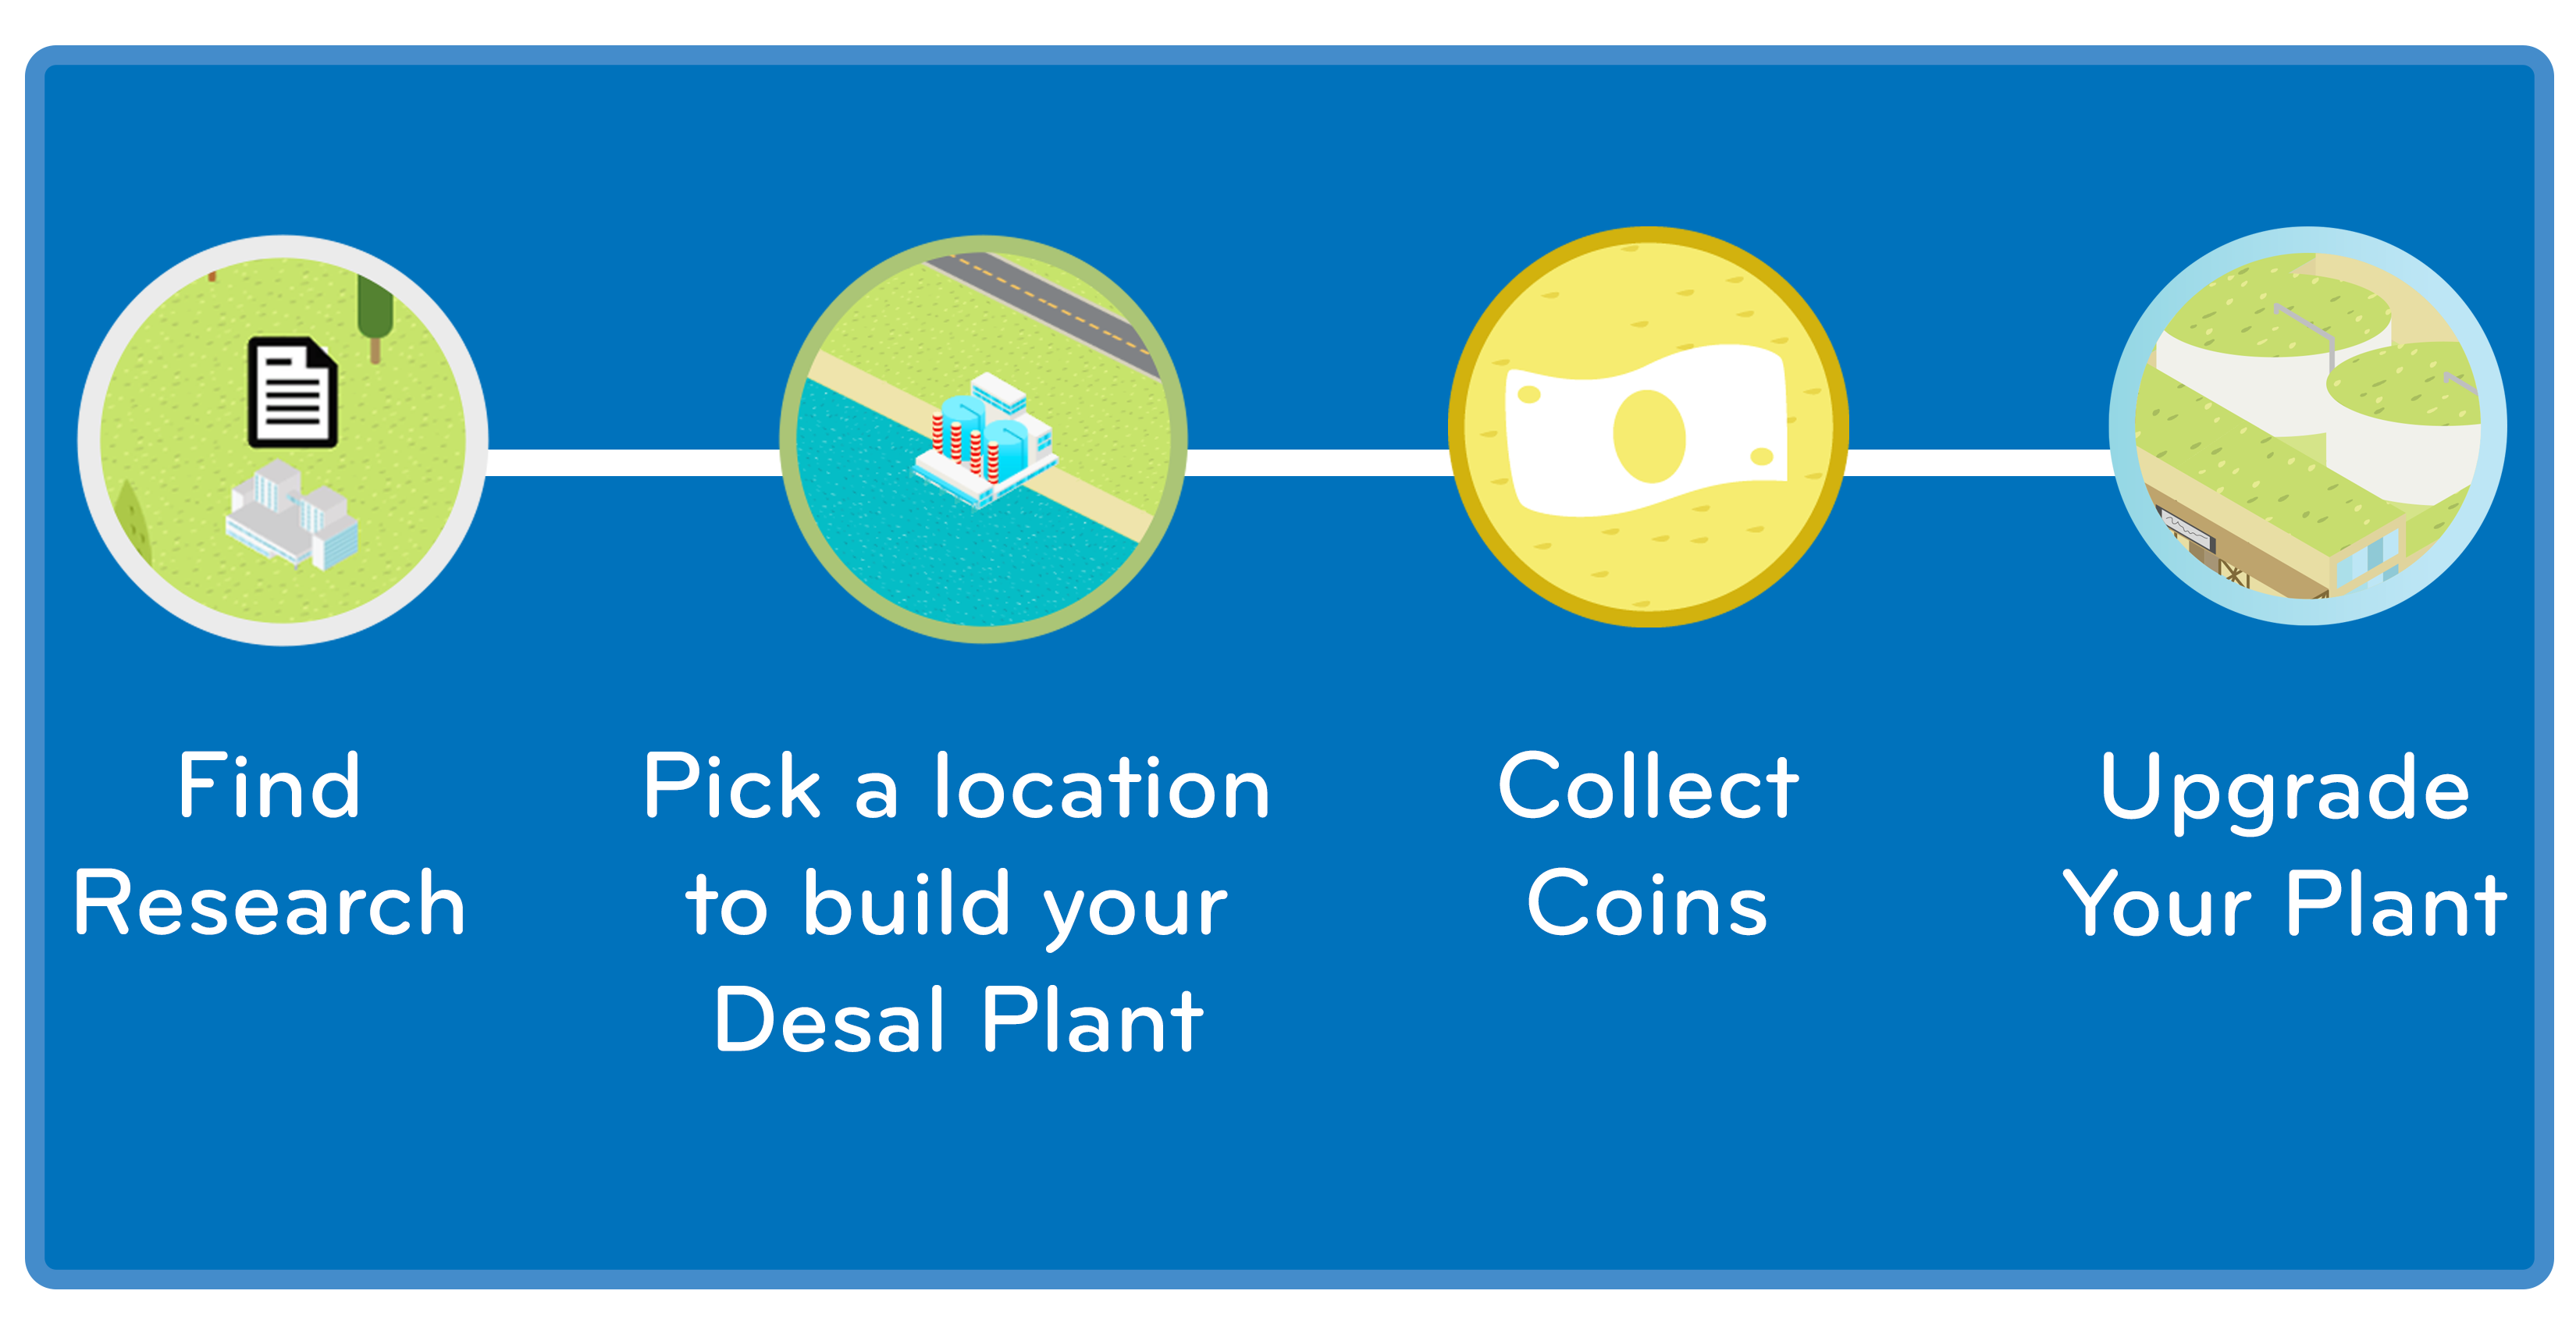 Find
Research
Pick a location
to build your
Desal Plant
Collect
Coins
Upgrade
Your Plant